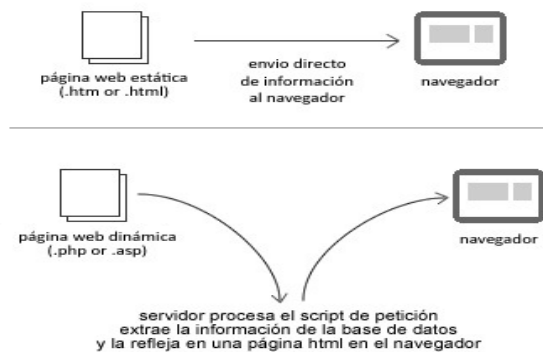 página web estática
(.htm or .html)
envio directo
de información
al navegador
navegador
página web dinámica
(.php or .asp)
navegador
servidor procesa el script de petición
extrae la información de la base de datos
y la refleja en una página html en el navegador